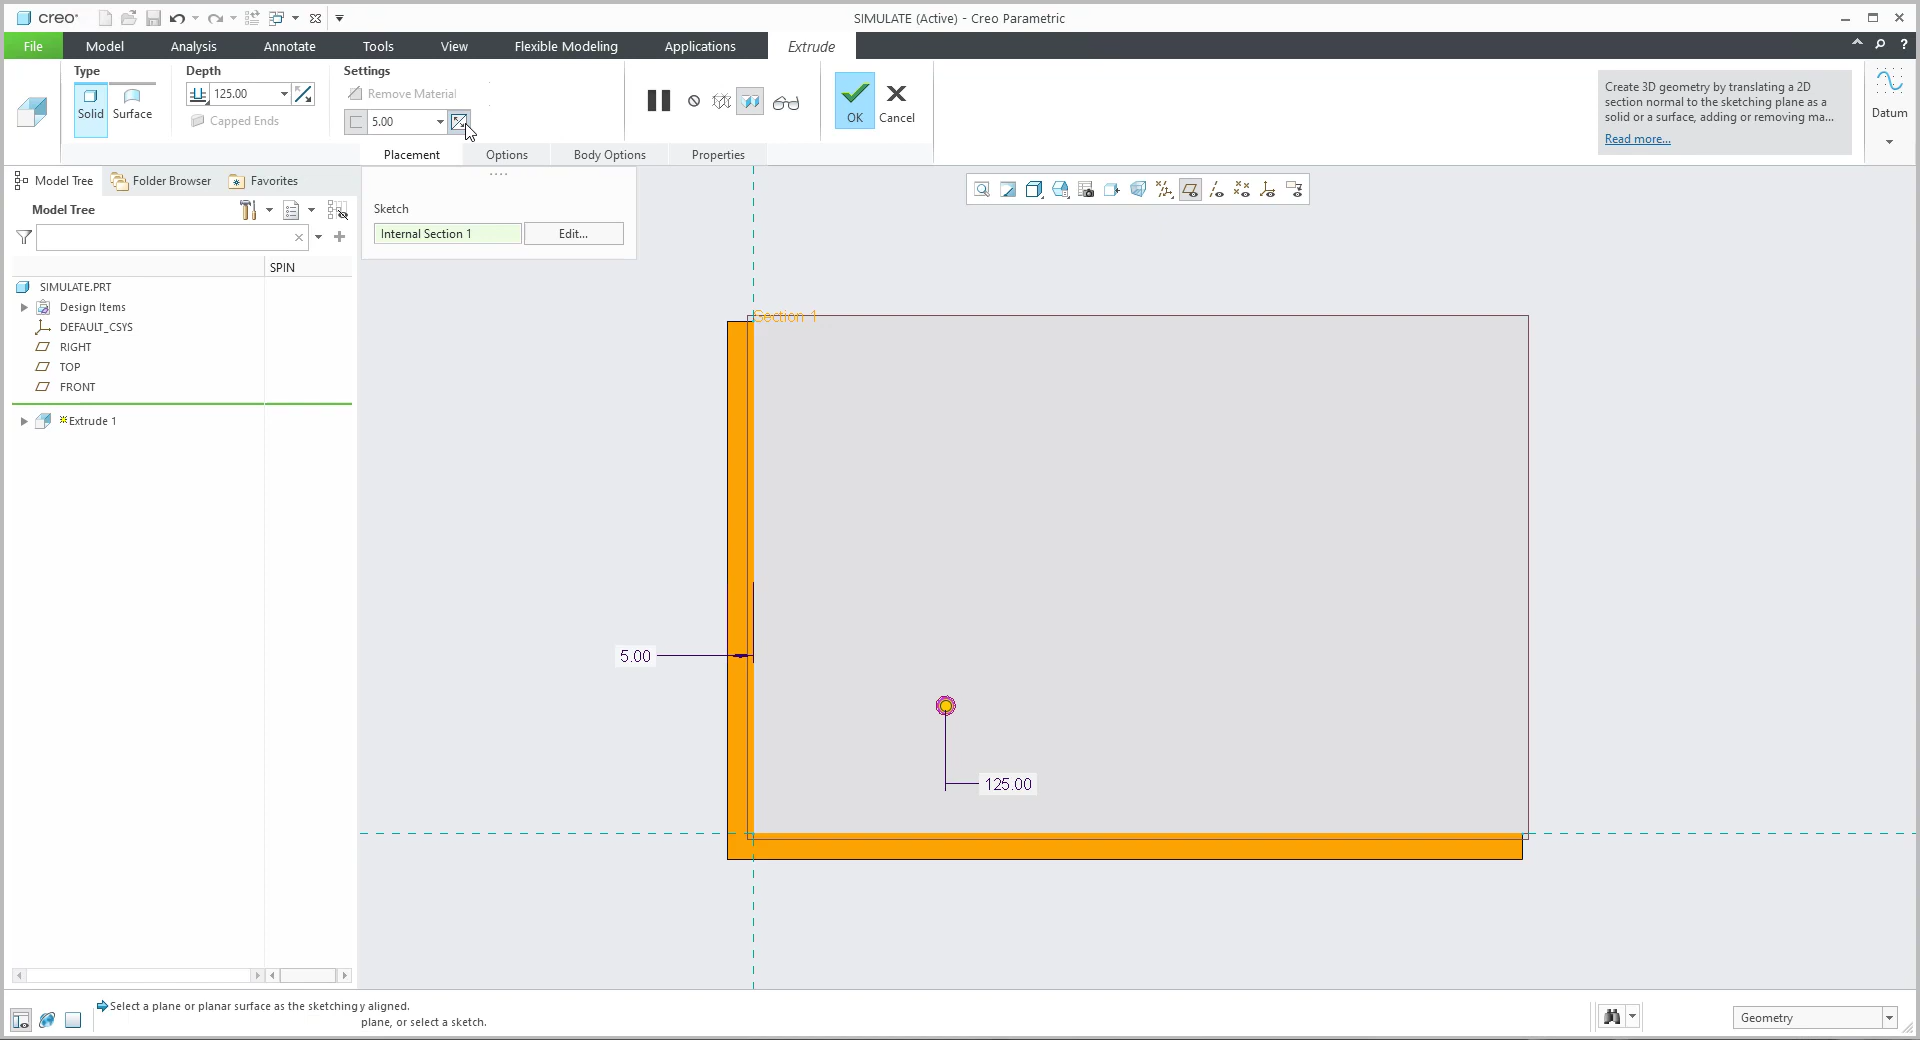 creo
SIMULATE (Active) - Creo Parametric
File
Model
Analysis
Annotate
Tools
View
Flexible Modeling
Applications
Extrude
Type
Solid
Surface
Depth
125.00
Capped Ends
Settings
Remove Material
5.00
OK
Cancel
Create 3D geometry by translating a 2D
section normal to the sketching plane as a
solid or a surface, adding or removing ma...
Read more...
Datum
Placement
Options
Body Options
Properties
Model Tree
Folder Browser
Favorites
Model Tree
SPIN
SIMULATE.PRT
Design Items
DEFAULT_CSYS
RIGHT
TOP
FRONT
Extrude 1
Sketch
Internal Section 1
Edit...
Section 1
5.00
125.00
Select a plane or planar surface as the sketching y aligned.
plane, or select a sketch.
Geometry